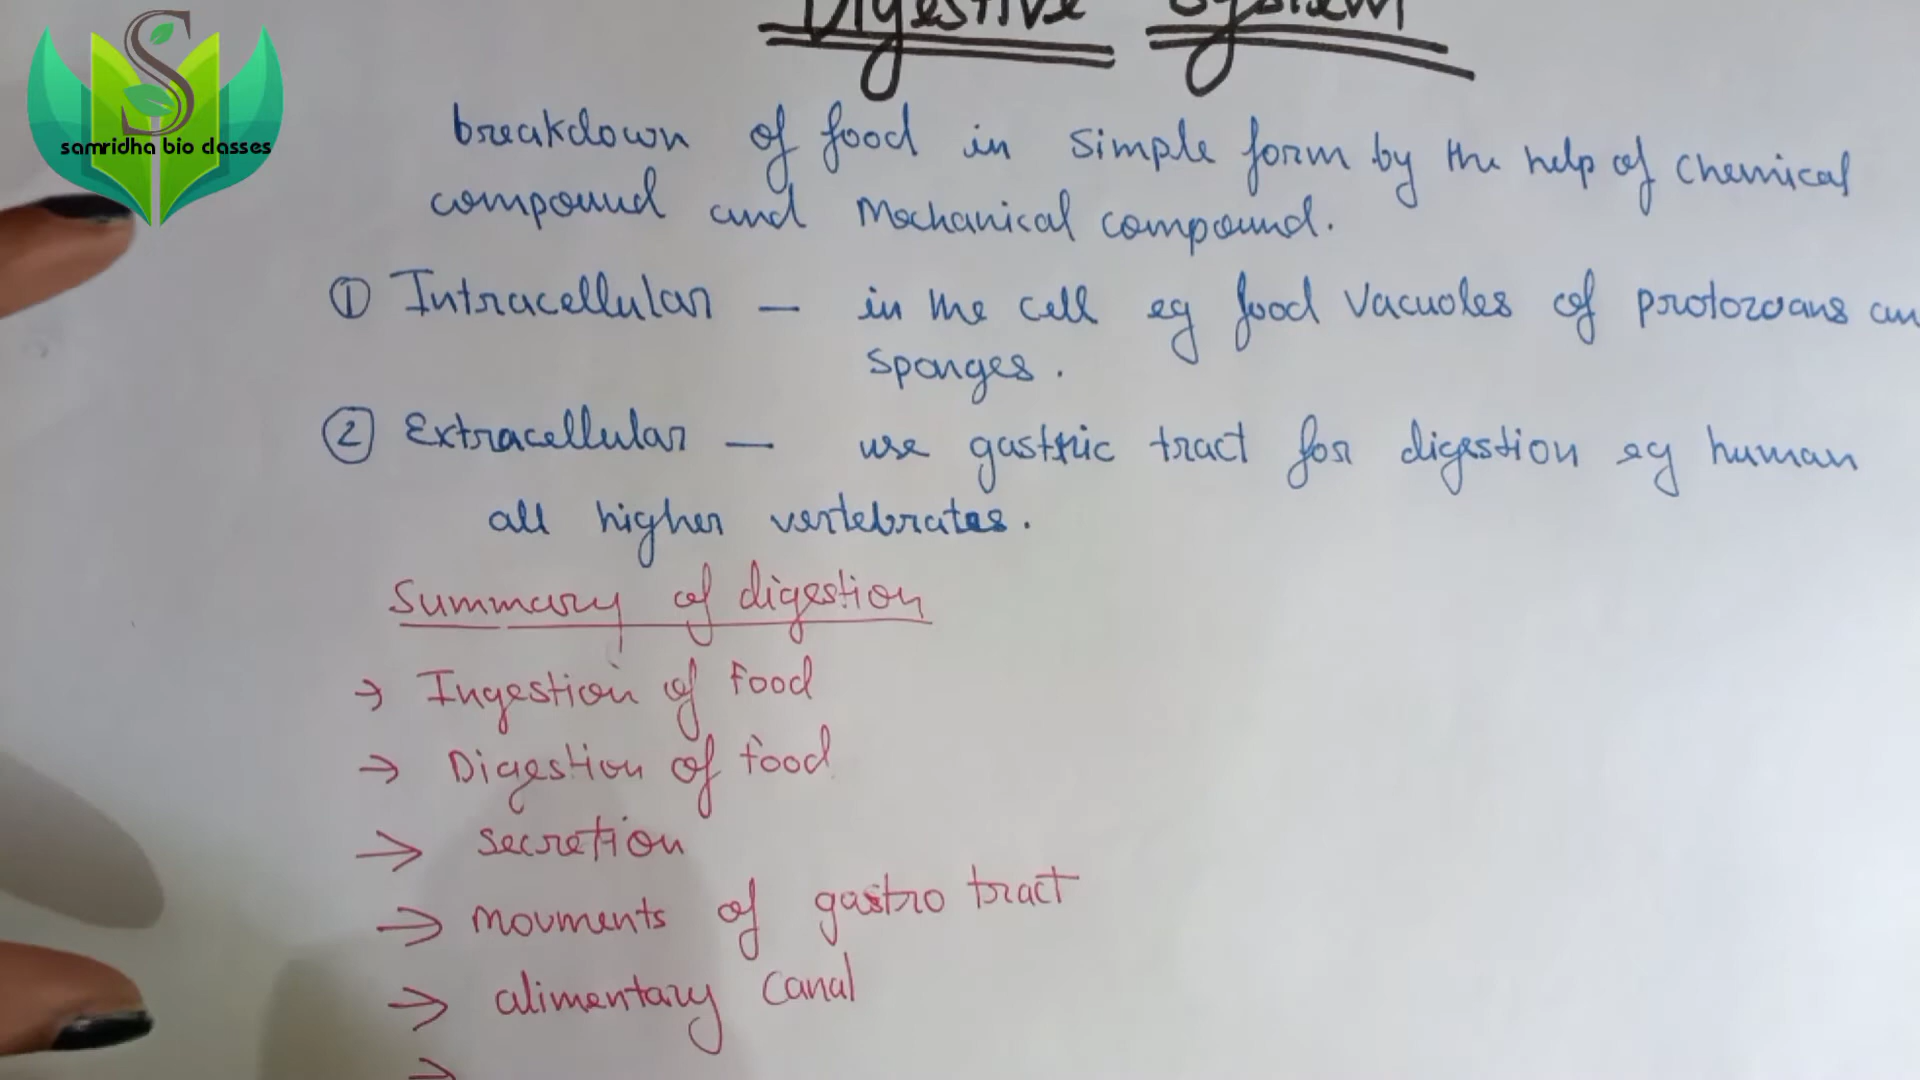 Digestive System
samridha bio classes
breakdown of food in simple form by the help of chemical
compound and Mechanical compound.
① Intracellular — in the cell eg food vacuoles of protozoans an
sponges.
② Extracellular — use gastric tract for digestion eg human
all higher vertebrates.
Summary of digestion
→ Ingestion of food
→ Digestion of food
→ secretion
→ movments of gastro tract
→ alimentary canal
→